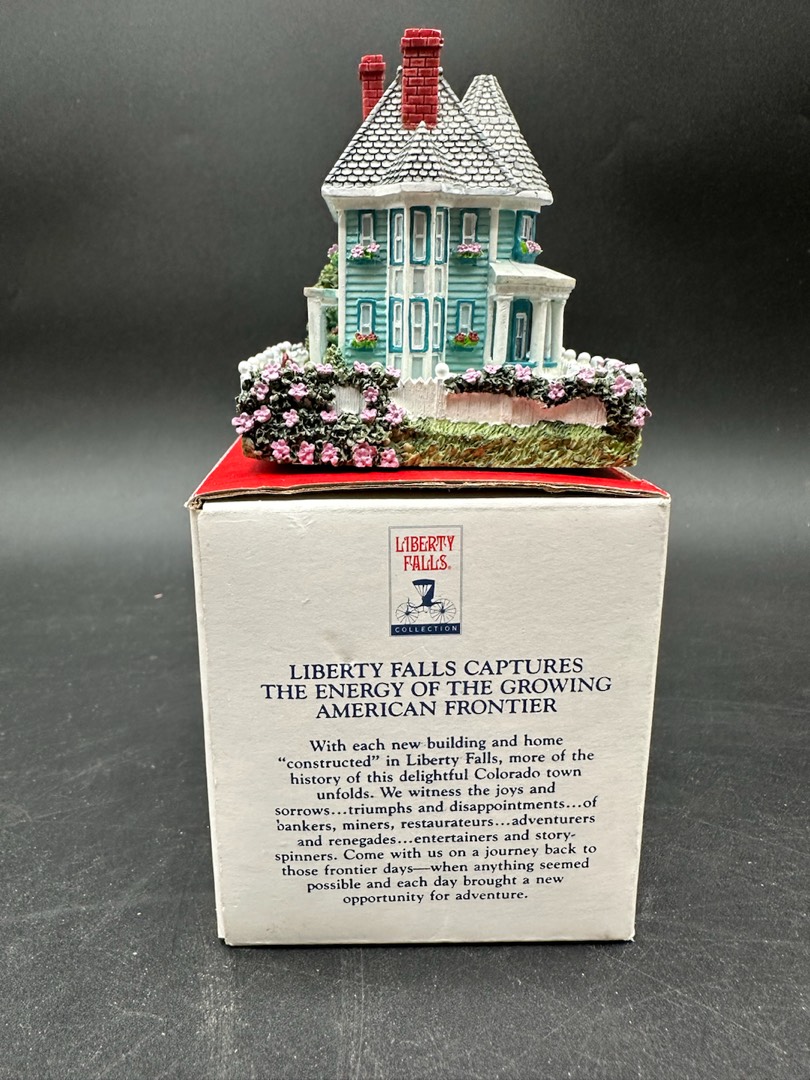 LIBERTY
FALLS®
COLLECTION
LIBERTY FALLS CAPTURES
THE ENERGY OF THE GROWING
AMERICAN FRONTIER
With each new building and home
“constructed” in Liberty Falls, more of the
history of this delightful Colorado town
unfolds. We witness the joys and
sorrows...triumphs and disappointments...of
bankers, miners, restaurateurs...adventurers
and renegades...entertainers and story-
spinners. Come with us on a journey back to
those frontier days—when anything seemed
possible and each day brought a new
opportunity for adventure.